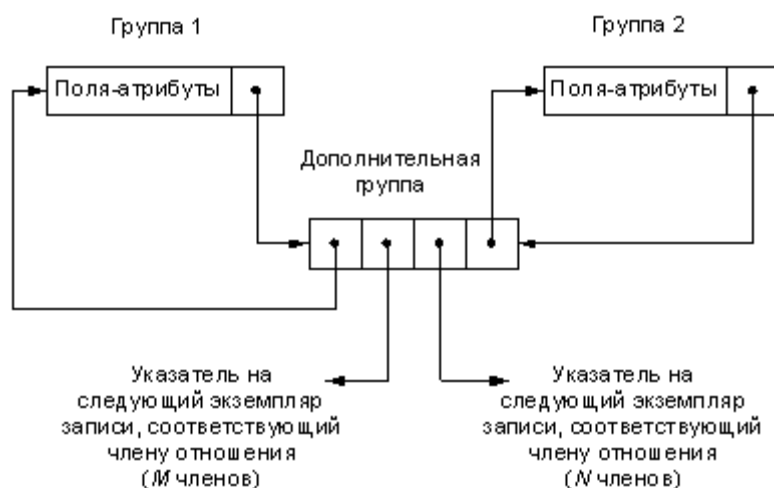 Группа 1
Группа 2
Поля-атрибуты
Поля-атрибуты
Дополнительная
группа
Указатель на
следующий экземпляр
записи, соответствующий
члену отношения
(M членов)
Указатель на
следующий экземпляр
записи, соответствующий
члену отношения
(N членов)